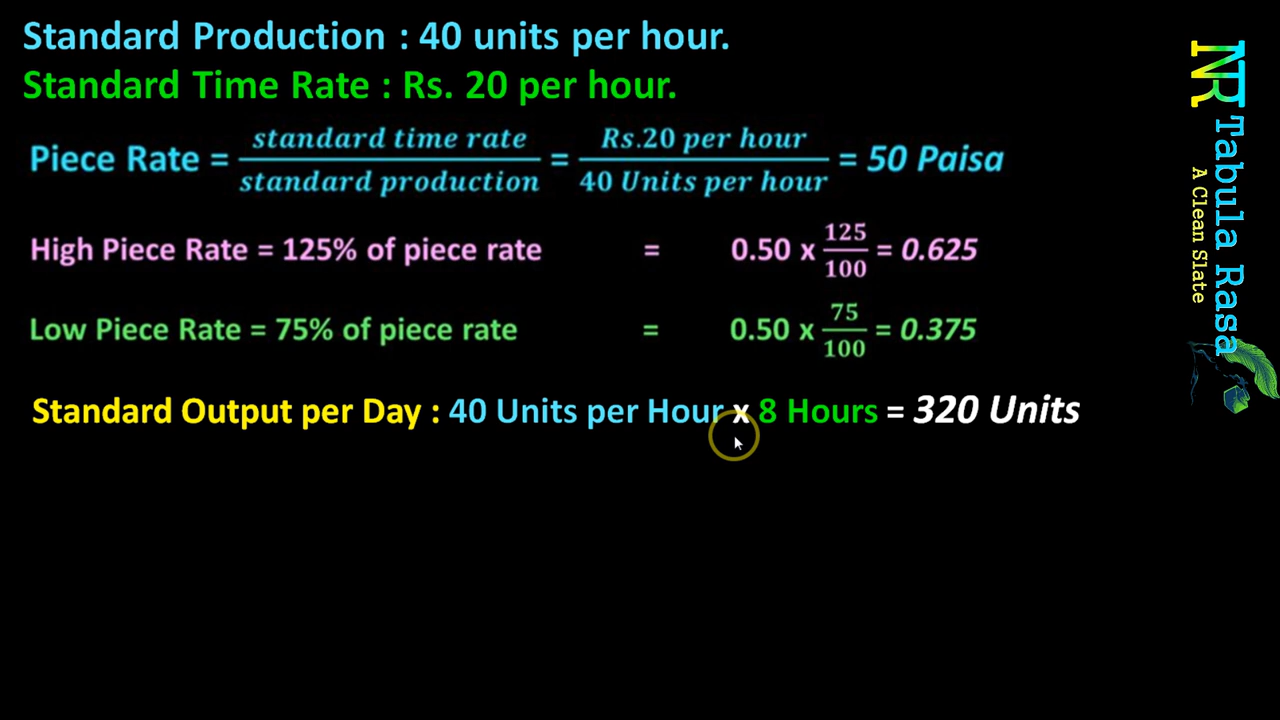 Standard Production : 40 units per hour.
Standard Time Rate : Rs. 20 per hour.
Piece Rate = standard time rate / standard production = Rs.20 per hour / 40 Units per hour = 50 Paisa
High Piece Rate = 125% of piece rate = 0.50 x 125/100 = 0.625
Low Piece Rate = 75% of piece rate = 0.50 x 75/100 = 0.375
Standard Output per Day : 40 Units per Hour x 8 Hours = 320 Units
NR
Tabula Rasa
A Clean Slate